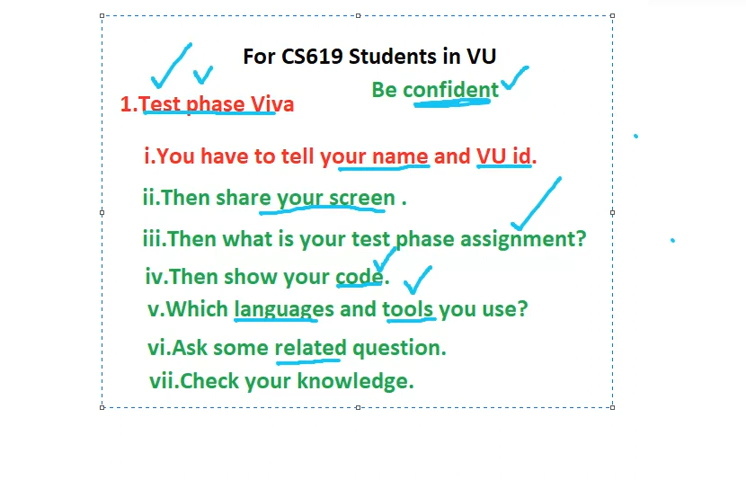 For CS619 Students in VU
Be confident
1.Test phase Viva
i.You have to tell your name and VU id.
ii.Then share your screen .
iii.Then what is your test phase assignment?
iv.Then show your code.
v.Which languages and tools you use?
vi.Ask some related question.
vii.Check your knowledge.